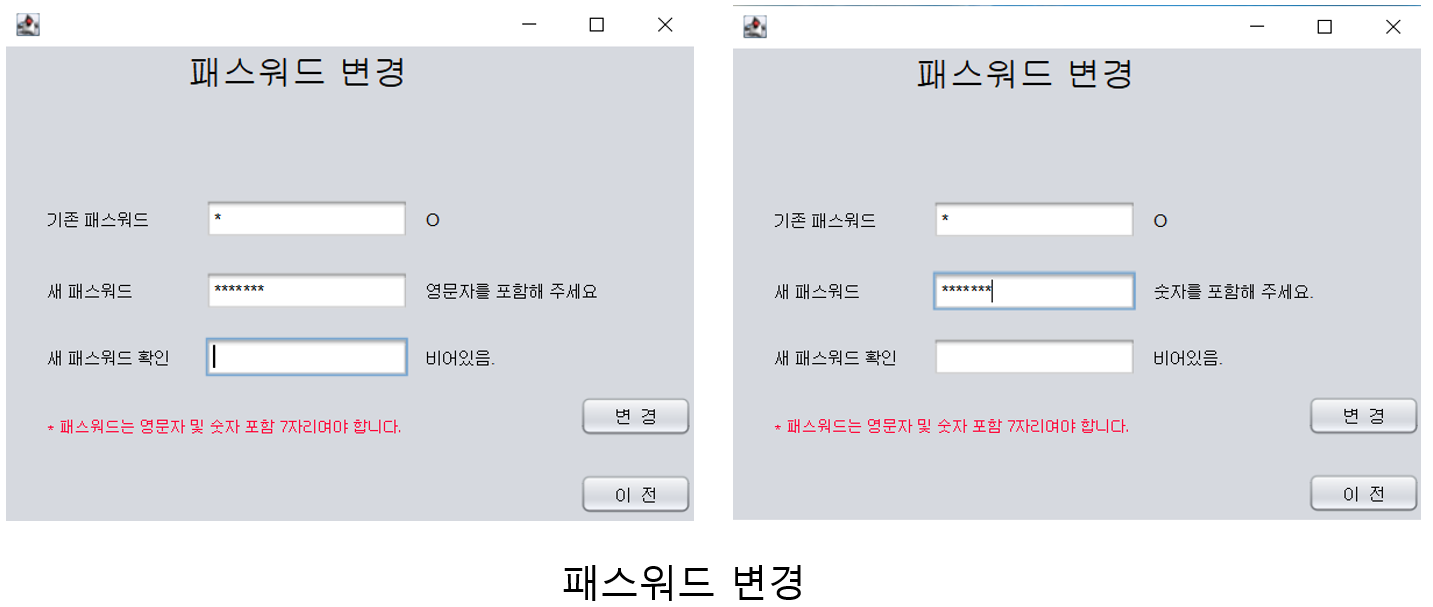 패스워드 변경
기존 패스워드 * O
새 패스워드 ******* 영문자를 포함해 주세요
새 패스워드 확인 비어있음.
* 패스워드는 영문자 및 숫자 포함 7자리여야 합니다.
변 경
이 전
패스워드 변경
기존 패스워드 * O
새 패스워드 ******* 숫자를 포함해 주세요.
새 패스워드 확인 비어있음.
* 패스워드는 영문자 및 숫자 포함 7자리여야 합니다.
변 경
이 전
패스워드 변경